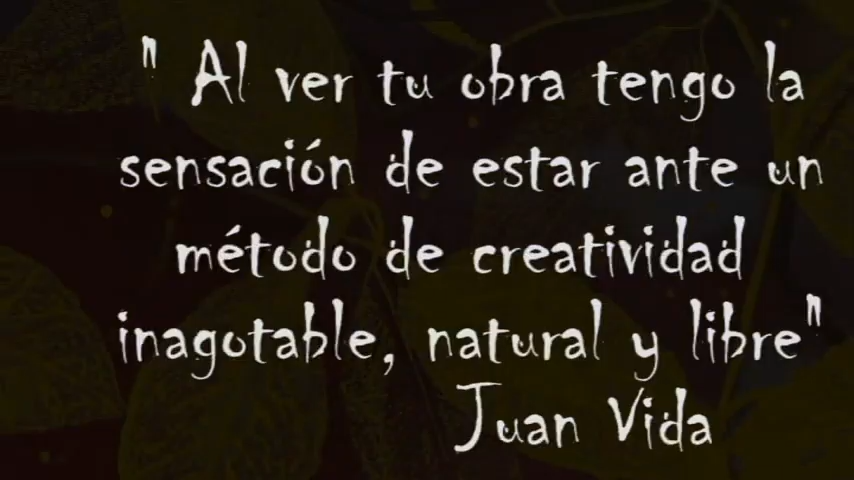 " Al ver tu obra tengo la
sensación de estar ante un
método de creatividad
inagotable, natural y libre"
Juan Vida